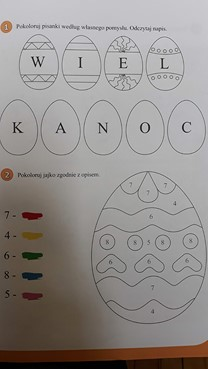 1 Pokoloruj pisanki według własnego pomysłu. Odczytaj napis.
W I E L
K A N O C
2 Pokoloruj jajko zgodnie z opisem.
7 7 7
4
7 -
6
4 -
8 8 5 8 8
6 -
6 6 6
8 -
7
5 -
4